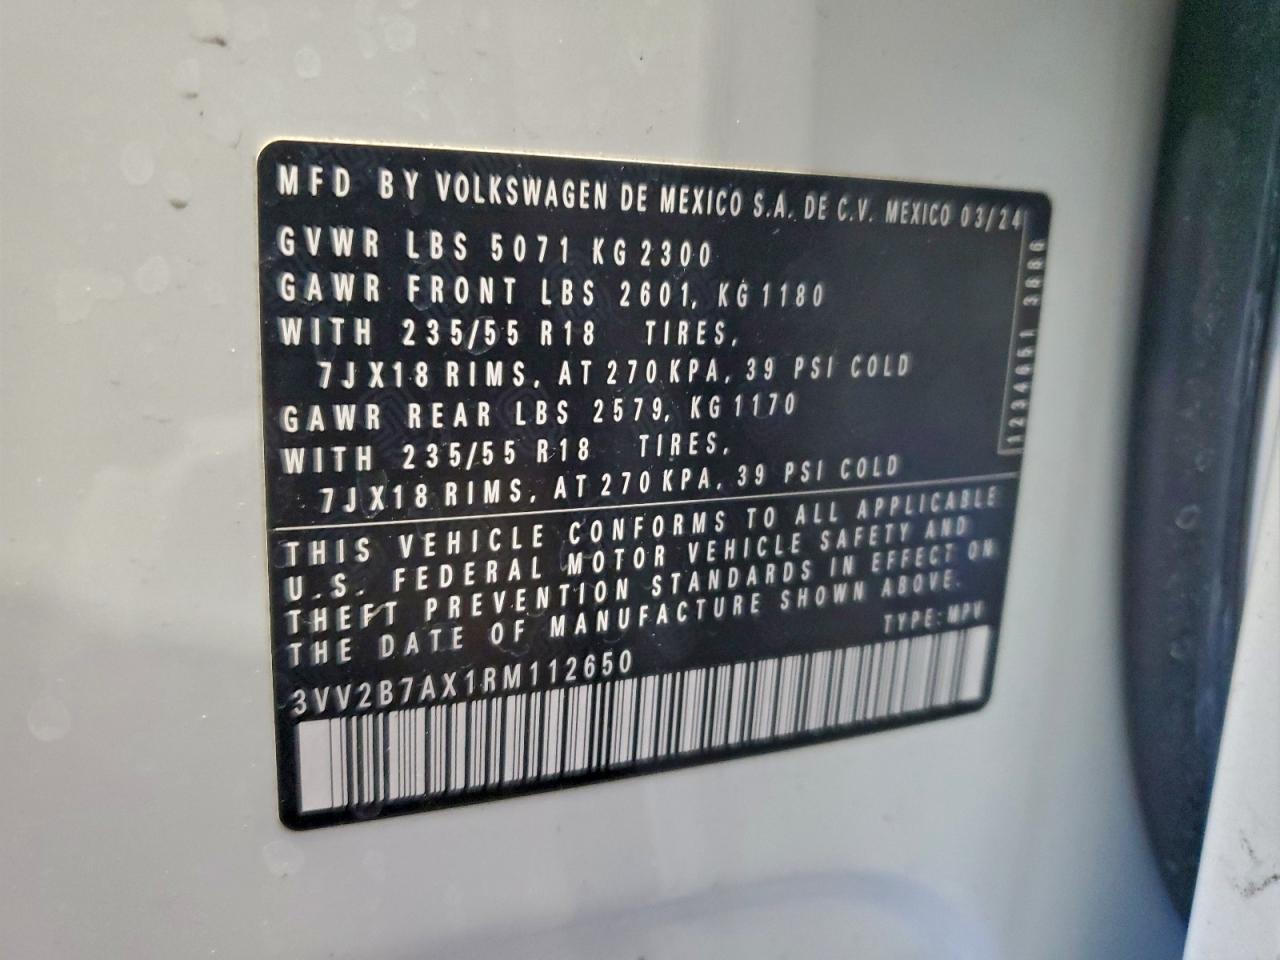 MFD BY VOLKSWAGEN DE MEXICO S.A. DE C.V. MEXICO 03/24
GVWR LBS 5071 KG 2300
GAWR FRONT LBS 2601, KG 1180
WITH 235/55 R18 TIRES,
7J X18 RIMS, AT 270 KPA, 39 PSI COLD
GAWR REAR LBS 2579, KG 1170
WITH 235/55 R18 TIRES,
7J X18 RIMS, AT 270 KPA, 39 PSI COLD
THIS VEHICLE CONFORMS TO ALL APPLICABLE
U.S. FEDERAL MOTOR VEHICLE SAFETY AND
THEFT PREVENTION STANDARDS IN EFFECT ON
THE DATE OF MANUFACTURE SHOWN ABOVE.
TYPE: MPV
3VV2B7AX1RM112650